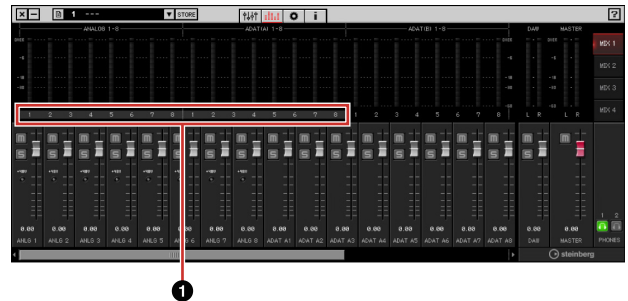 1 --- STORE i ?
ANALOG 1-8 ADAT(A) 1-8 ADAT(B) 1-8 DAW MASTER
MIX 1
MIX 2
MIX 3
MIX 4
1 2 3 4 5 6 7 8 1 2 3 4 5 6 7 8 1 2 3 4 5 6 7 8 L R L R
M M M M M M M M M M M M M M M M M M
S S S S S S S S S S S S S S S S S
+48V +48V +48V +48V
1 2
0.00 0.00 0.00 0.00 0.00 0.00 0.00 0.00 0.00 0.00 0.00 0.00 0.00 0.00 0.00 0.00 0.00 0.00
ANLG 1 ANLG 2 ANLG 3 ANLG 4 ANLG 5 ANLG 6 ANLG 7 ANLG 8 ADAT A1 ADAT A2 ADAT A3 ADAT A4 ADAT A5 ADAT A6 ADAT A7 ADAT A8 DAW MASTER PHONES
steinberg
1